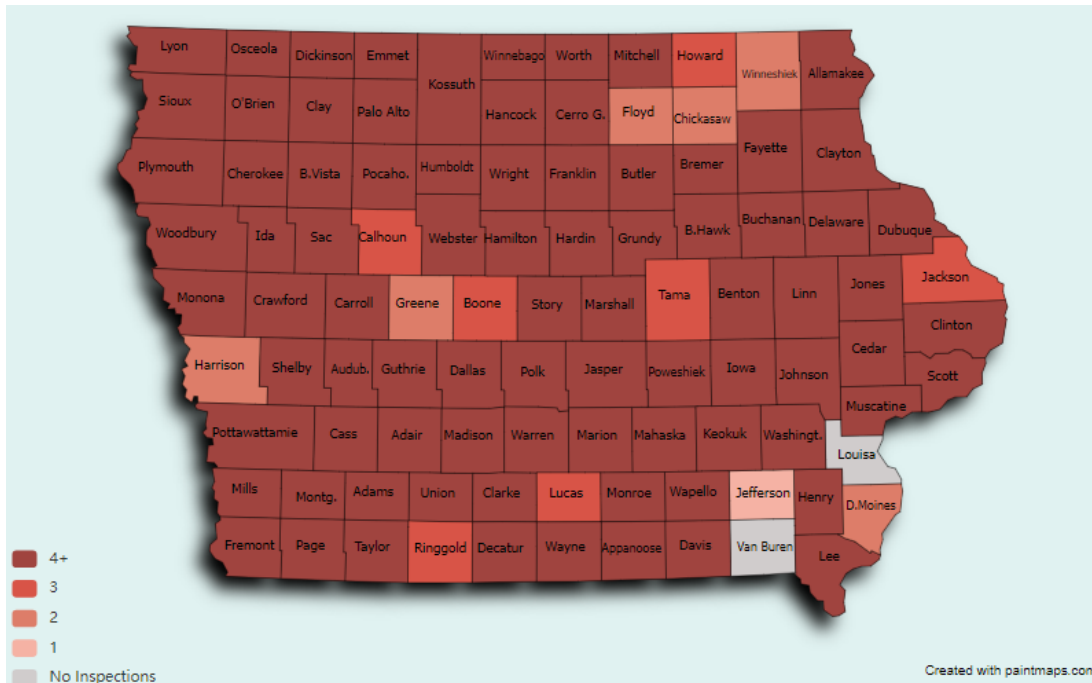 Lyon Osceola Dickinson Emmet Winnebago Worth Mitchell Howard Winneshiek Allamakee
Kossuth
Sioux O'Brien Clay Palo Alto Hancock Cerro G. Floyd Chickasaw
Plymouth Cherokee B.Vista Pocaho. Humboldt Wright Franklin Butler Bremer Fayette Clayton
Woodbury Ida Sac Calhoun Webster Hamilton Hardin Grundy B.Hawk Buchanan Delaware Dubuque
Monona Crawford Carroll Greene Boone Story Marshall Tama Benton Linn Jones Jackson
Clinton
Harrison Shelby Audub. Guthrie Dallas Polk Jasper Poweshiek Iowa Johnson Cedar Scott
Muscatine
Pottawattamie Cass Adair Madison Warren Marion Mahaska Keokuk Washingt. Louisa
Mills Montg. Adams Union Clarke Lucas Monroe Wapello Jefferson Henry D.Moines
Fremont Page Taylor Ringgold Decatur Wayne Appanoose Davis Van Buren Lee
4+
3
2
1
No Inspections
Created with paintmaps.com